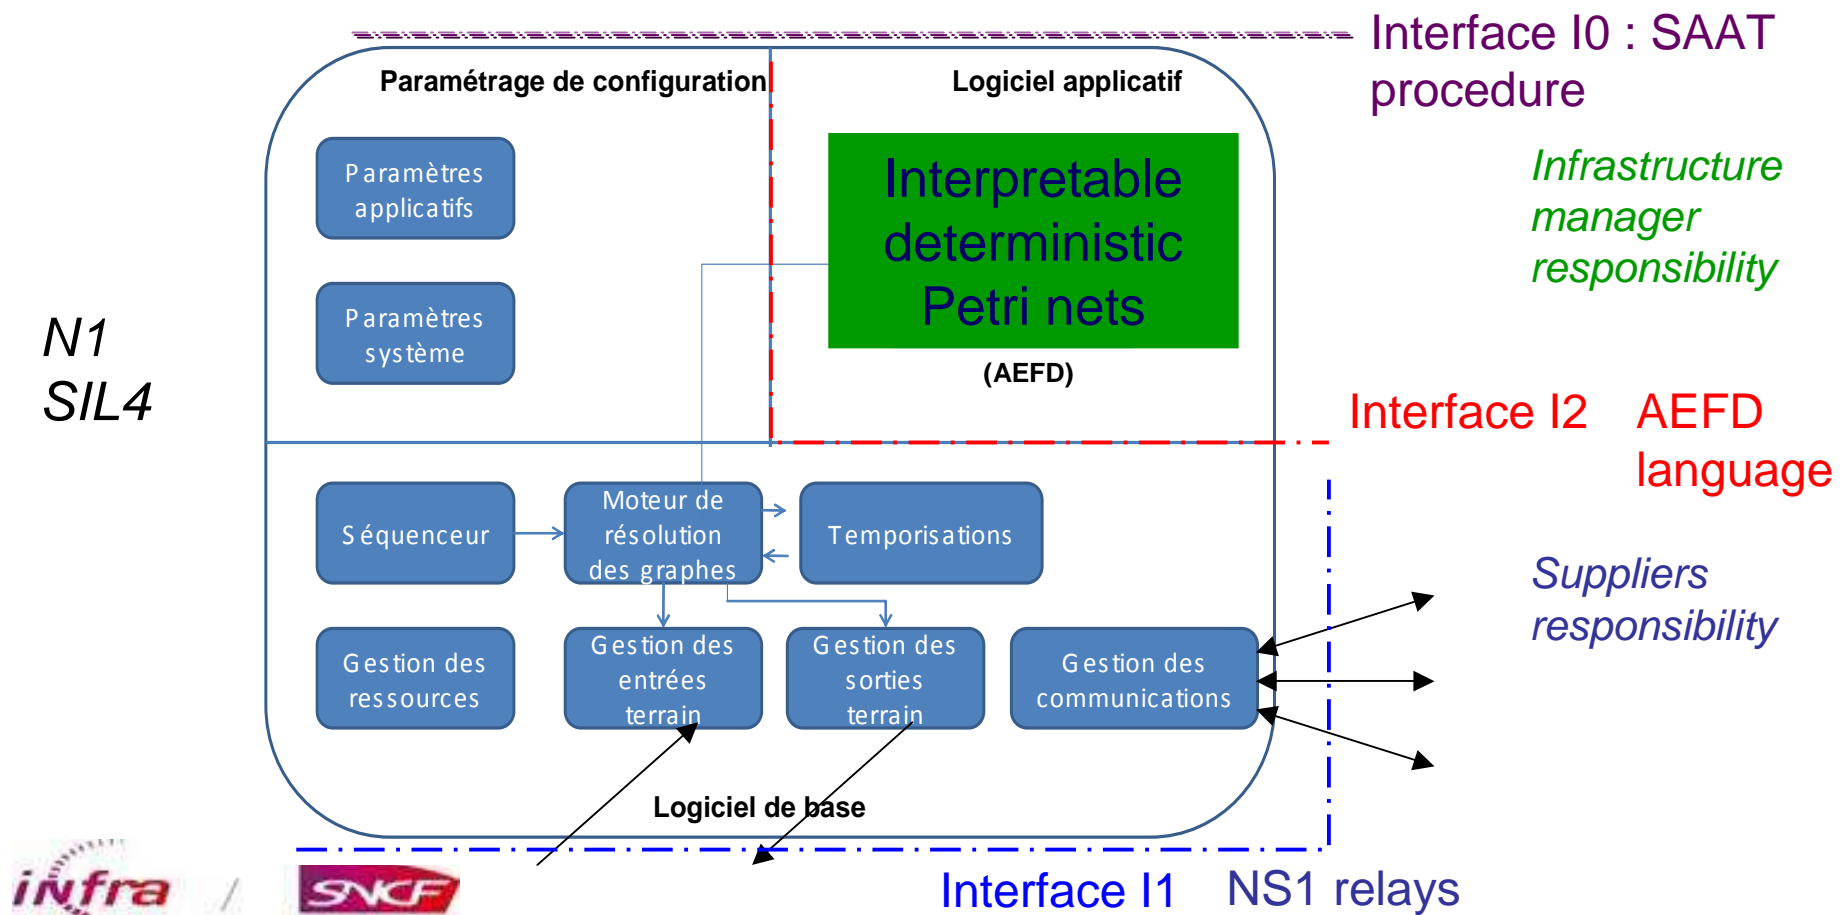 Interface I0 : SAAT
procedure
Paramétrage de configuration
Logiciel applicatif
Paramètres
applicatifs
Interpretable
deterministic
Petri nets
(AEFD)
Infrastructure
manager
responsibility
Paramètres
système
N1
SIL4
Interface I2 AEFD
language
Séquenceur
Moteur de
résolution
des graphes
Temporisations
Suppliers
responsibility
Gestion des
ressources
Gestion des
entrées
terrain
Gestion des
sorties
terrain
Gestion des
communications
Logiciel de base
infra / SNCF
Interface I1 NS1 relays